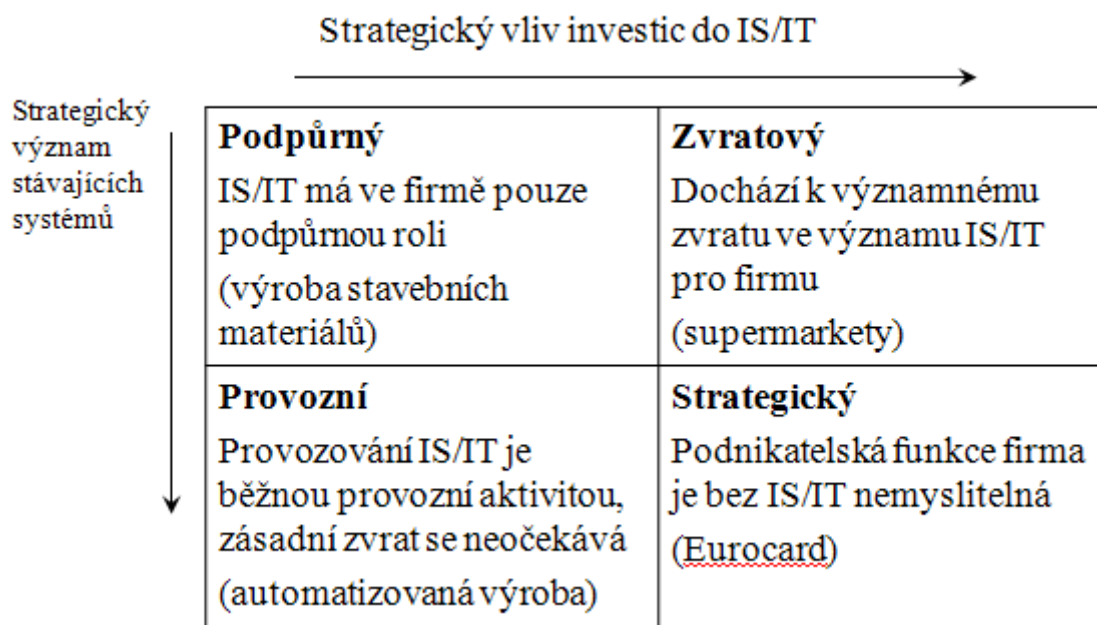 Strategický vliv investic do IS/IT
Strategický
význam
stávajících
systémů
Podpůrný
IS/IT má ve firmě pouze
podpůrnou roli
(výroba stavebních
materiálů)
Zvratový
Dochází k významnému
zvratu ve významu IS/IT
pro firmu
(supermarkety)
Provozní
Provozování IS/IT je
běžnou provozní aktivitou,
zásadní zvrat se neočekává
(automatizovaná výroba)
Strategický
Podnikatelská funkce firma
je bez IS/IT nemyslitelná
(Eurocard)